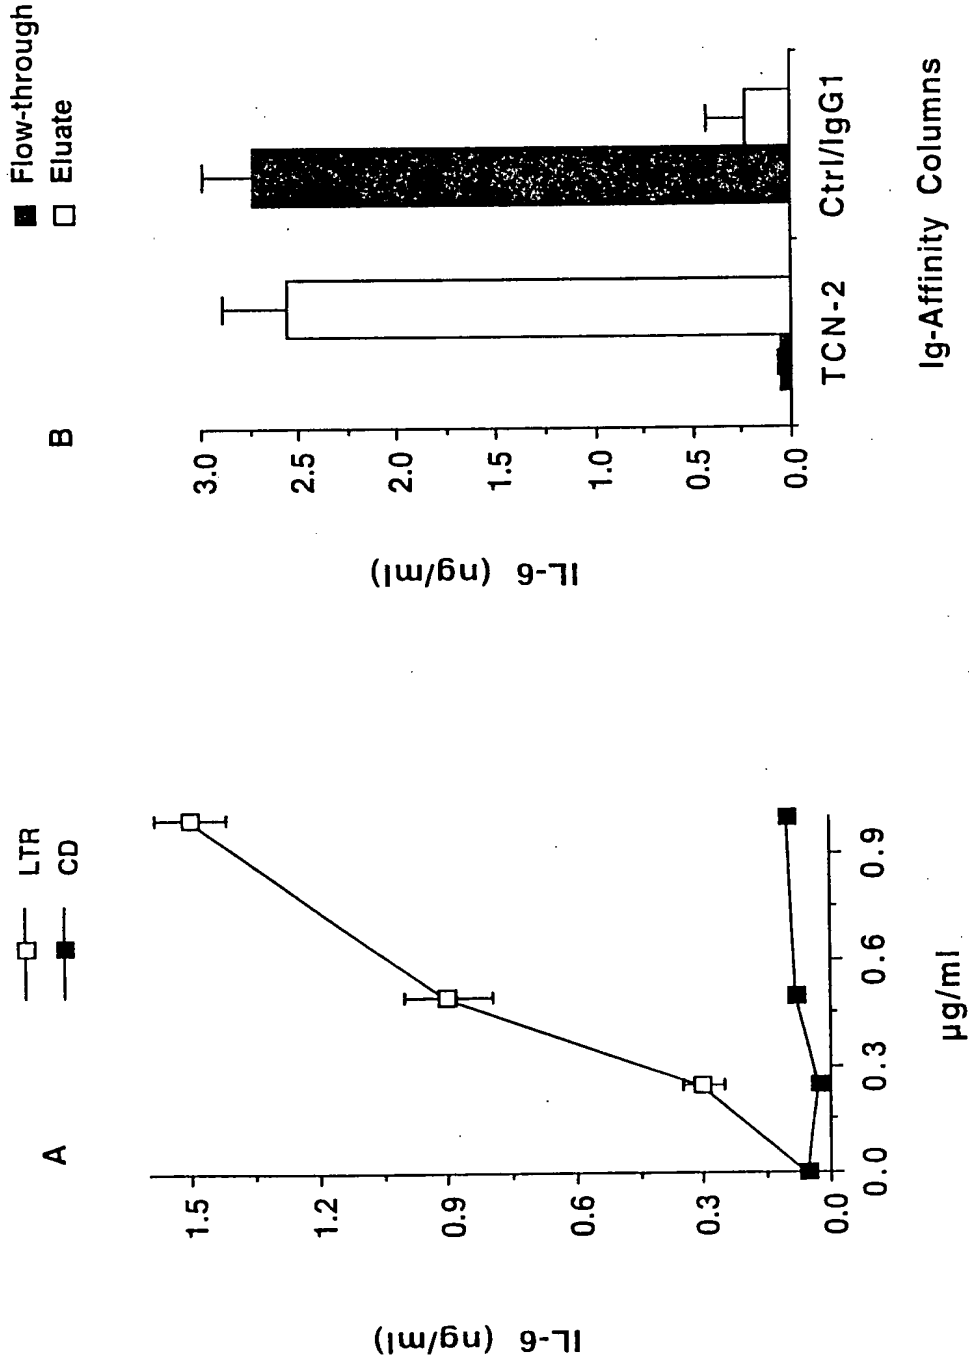 A
LTR
CD
IL-6 (ng/ml)
1.5
1.2
0.9
0.6
0.3
0.0
0.0 0.3 0.6 0.9
µg/ml
B
Flow-through
Eluate
IL-6 (ng/ml)
3.0
2.5
2.0
1.5
1.0
0.5
0.0
TCN-2 Ctrl/IgG1
Ig-Affinity Columns